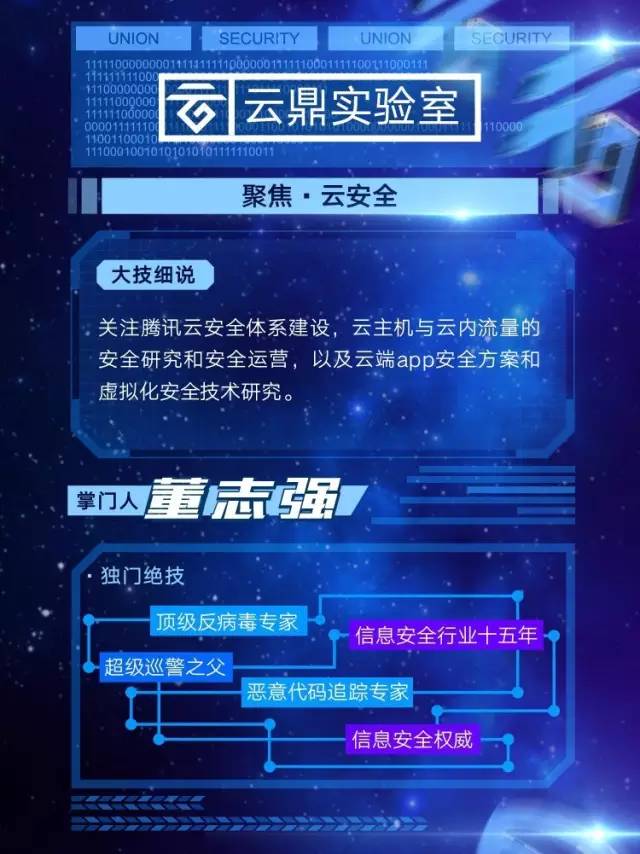 UNION SECURITY UNION SECURITY
云鼎实验室
聚焦·云安全
大技细说
关注腾讯云安全体系建设，云主机与云内流量的
安全研究和安全运营，以及云端app安全方案和
虚拟化安全技术研究。
掌门人 董志强
·独门绝技
顶级反病毒专家
信息安全行业十五年
超级巡警之父
恶意代码追踪专家
信息安全权威